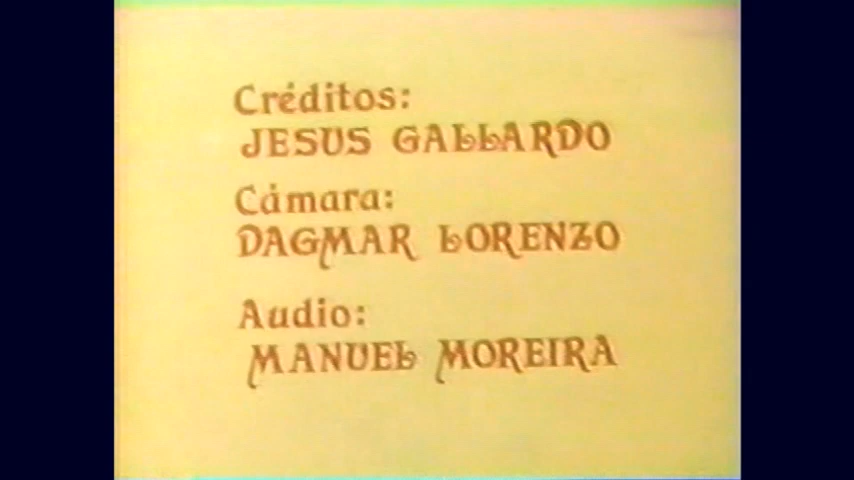 Créditos:
JESUS GALLARDO
Cámara:
DAGMAR LORENZO
Audio:
MANUEL MOREIRA